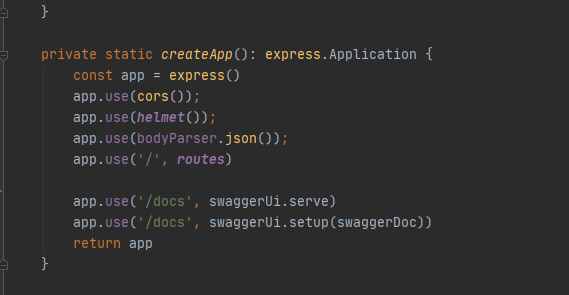 }
private static createApp(): express.Application {
const app = express()
app.use(cors());
app.use(helmet());
app.use(bodyParser.json());
app.use('/', routes)
app.use('/docs', swaggerUi.serve)
app.use('/docs', swaggerUi.setup(swaggerDoc))
return app
}